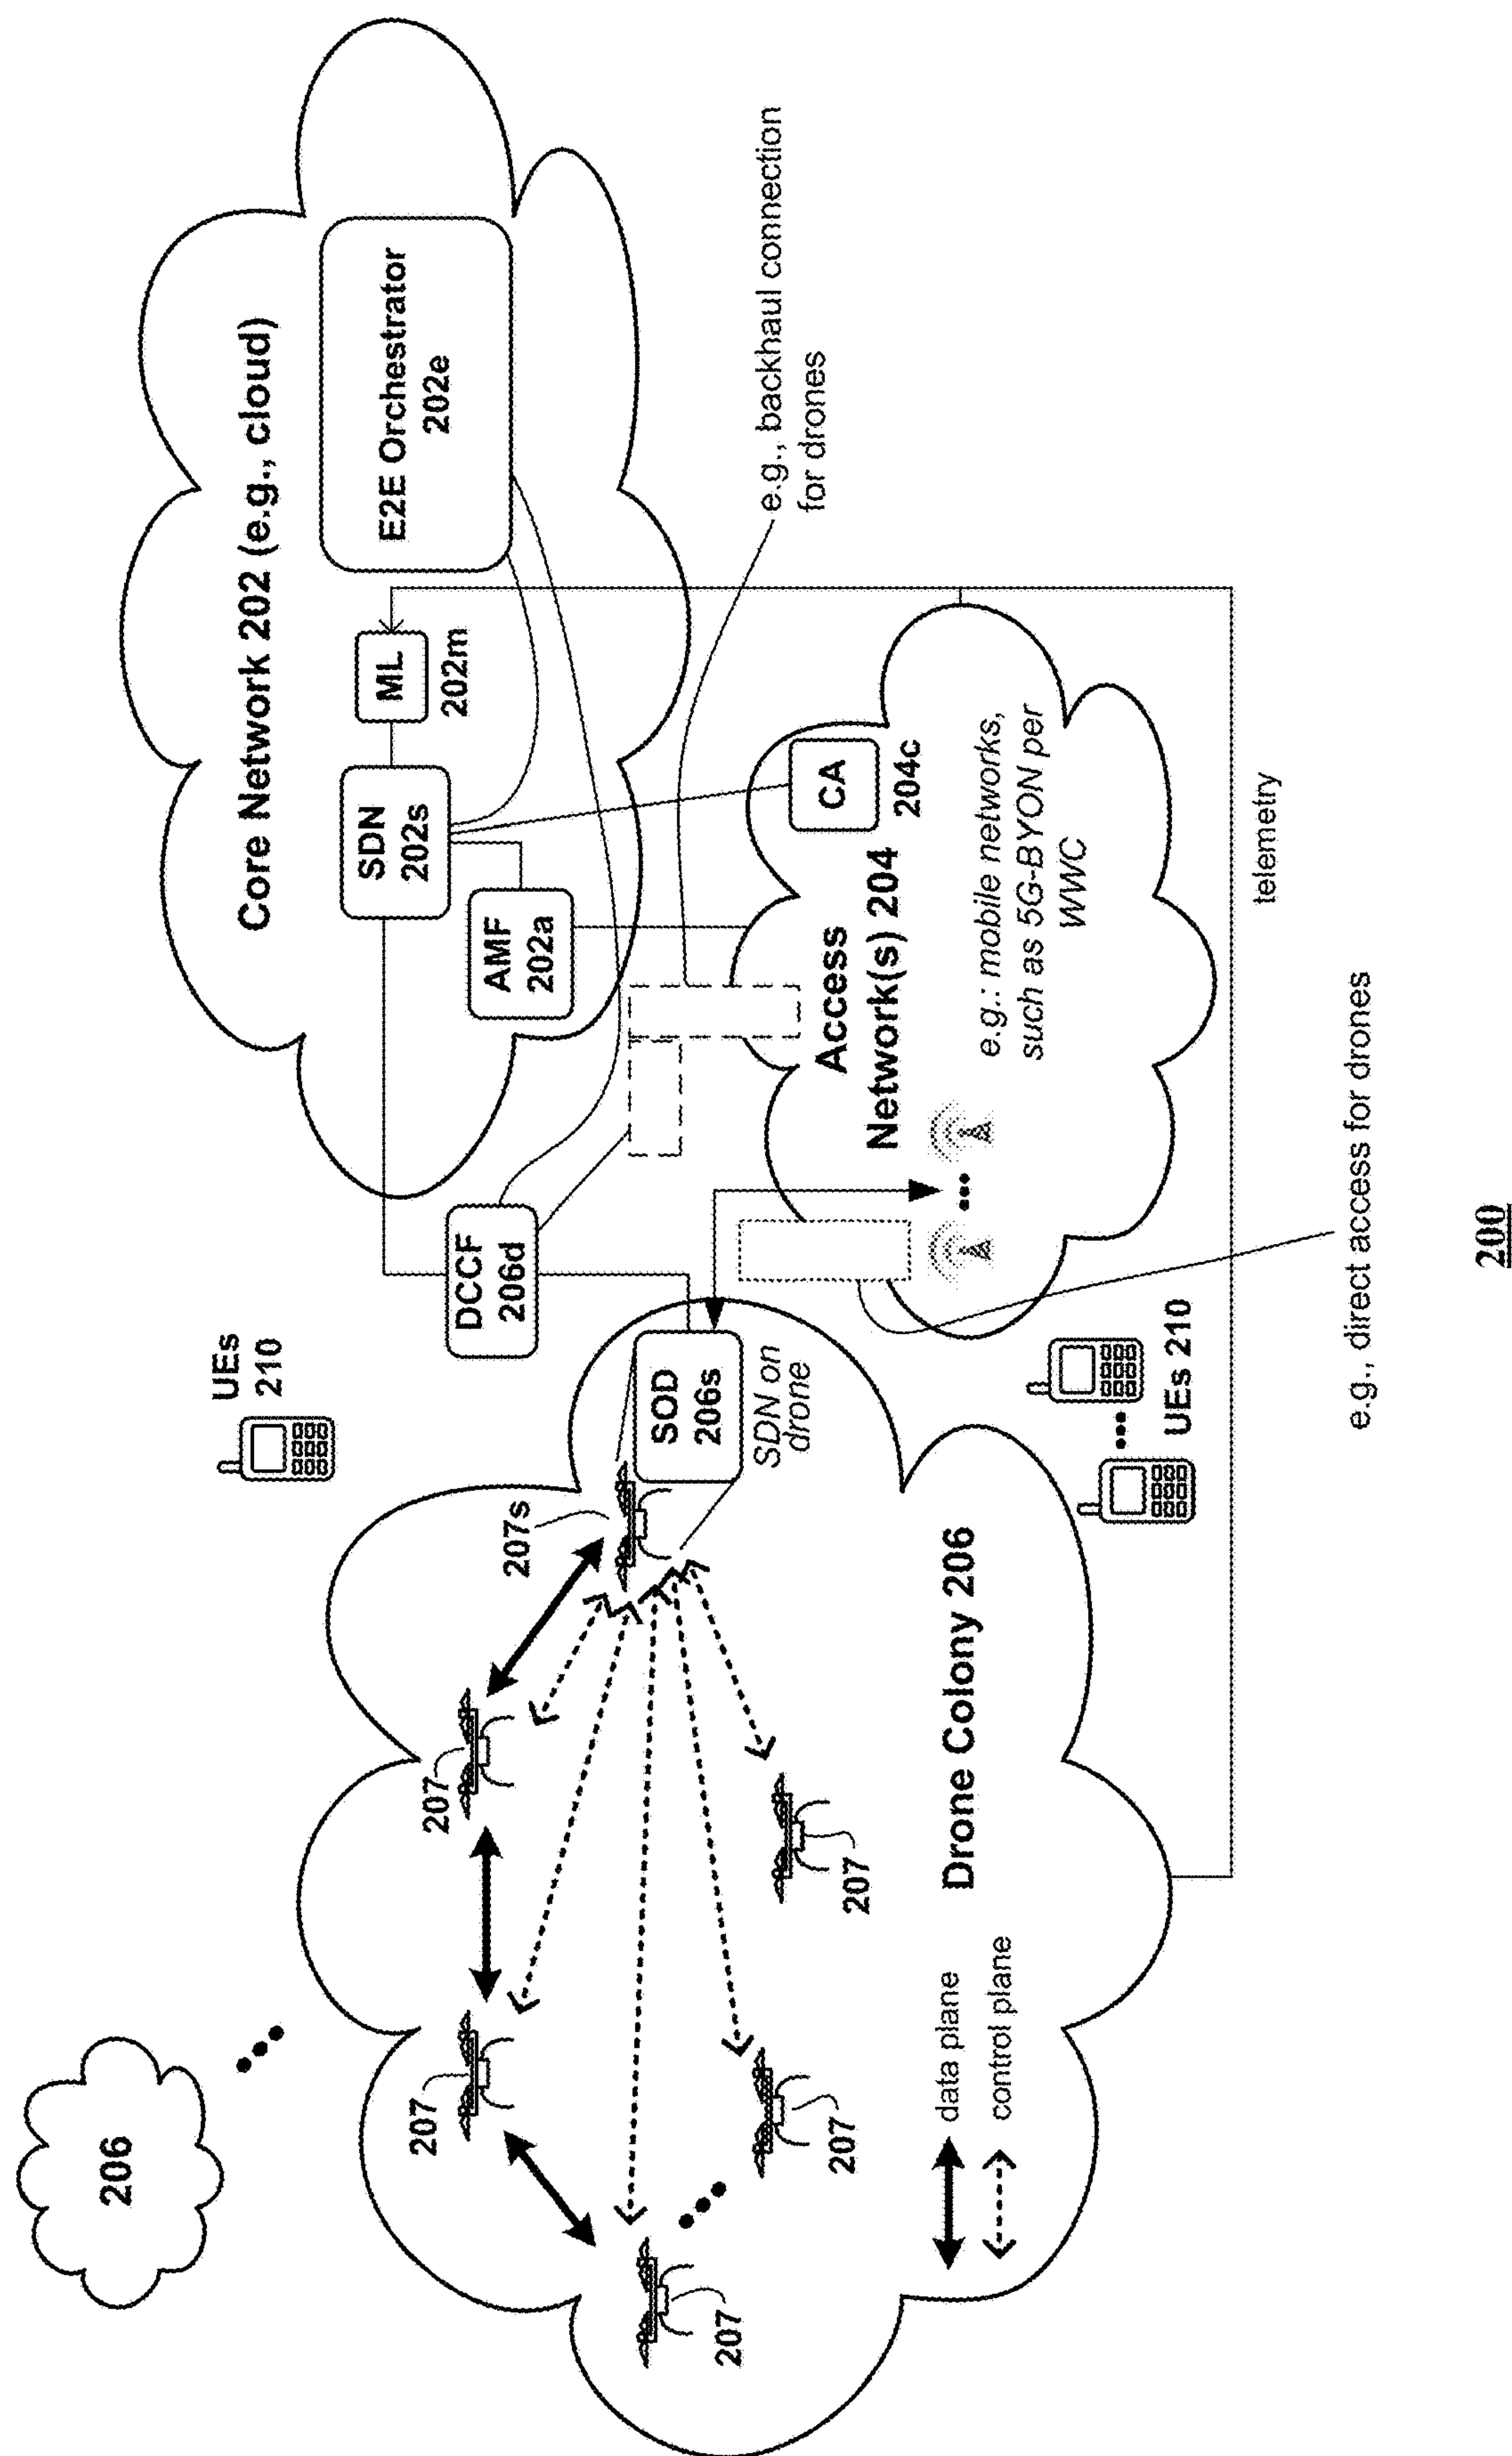 206
UEs
210
Core Network 202 (e.g., cloud)
E2E Orchestrator
202e
ML
202m
SDN
202s
AMF
202a
DCCF
206d
e.g., backhaul connection
for drones
207s
207
207
207
207
207
SOD
206s
SDN on
drone
Access
Network(s) 204
CA
204c
e.g.: mobile networks,
such as 5G-BYON per
WWC
Drone Colony 206
data plane
control plane
UEs 210
telemetry
e.g., direct access for drones
200